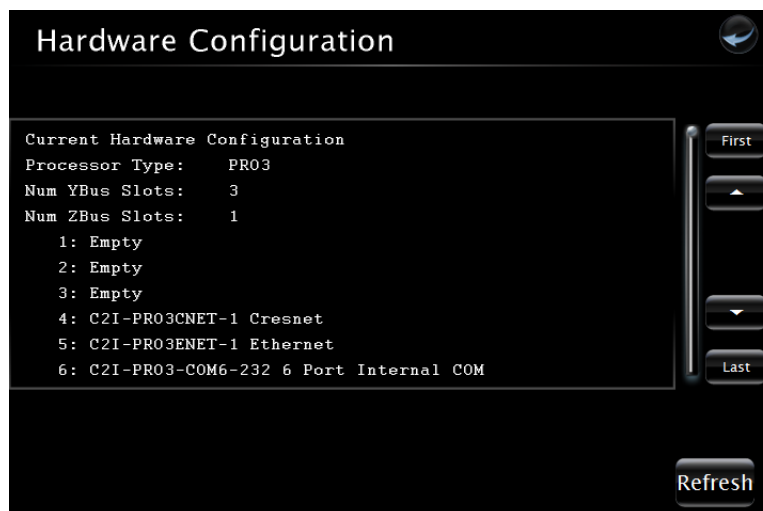 Hardware Configuration
Current Hardware Configuration
Processor Type: PRO3
Num YBus Slots: 3
Num ZBus Slots: 1
1: Empty
2: Empty
3: Empty
4: C2I-PRO3CNET-1 Cresnet
5: C2I-PRO3ENET-1 Ethernet
6: C2I-PRO3-COM6-232 6 Port Internal COM
First
Last
Refresh